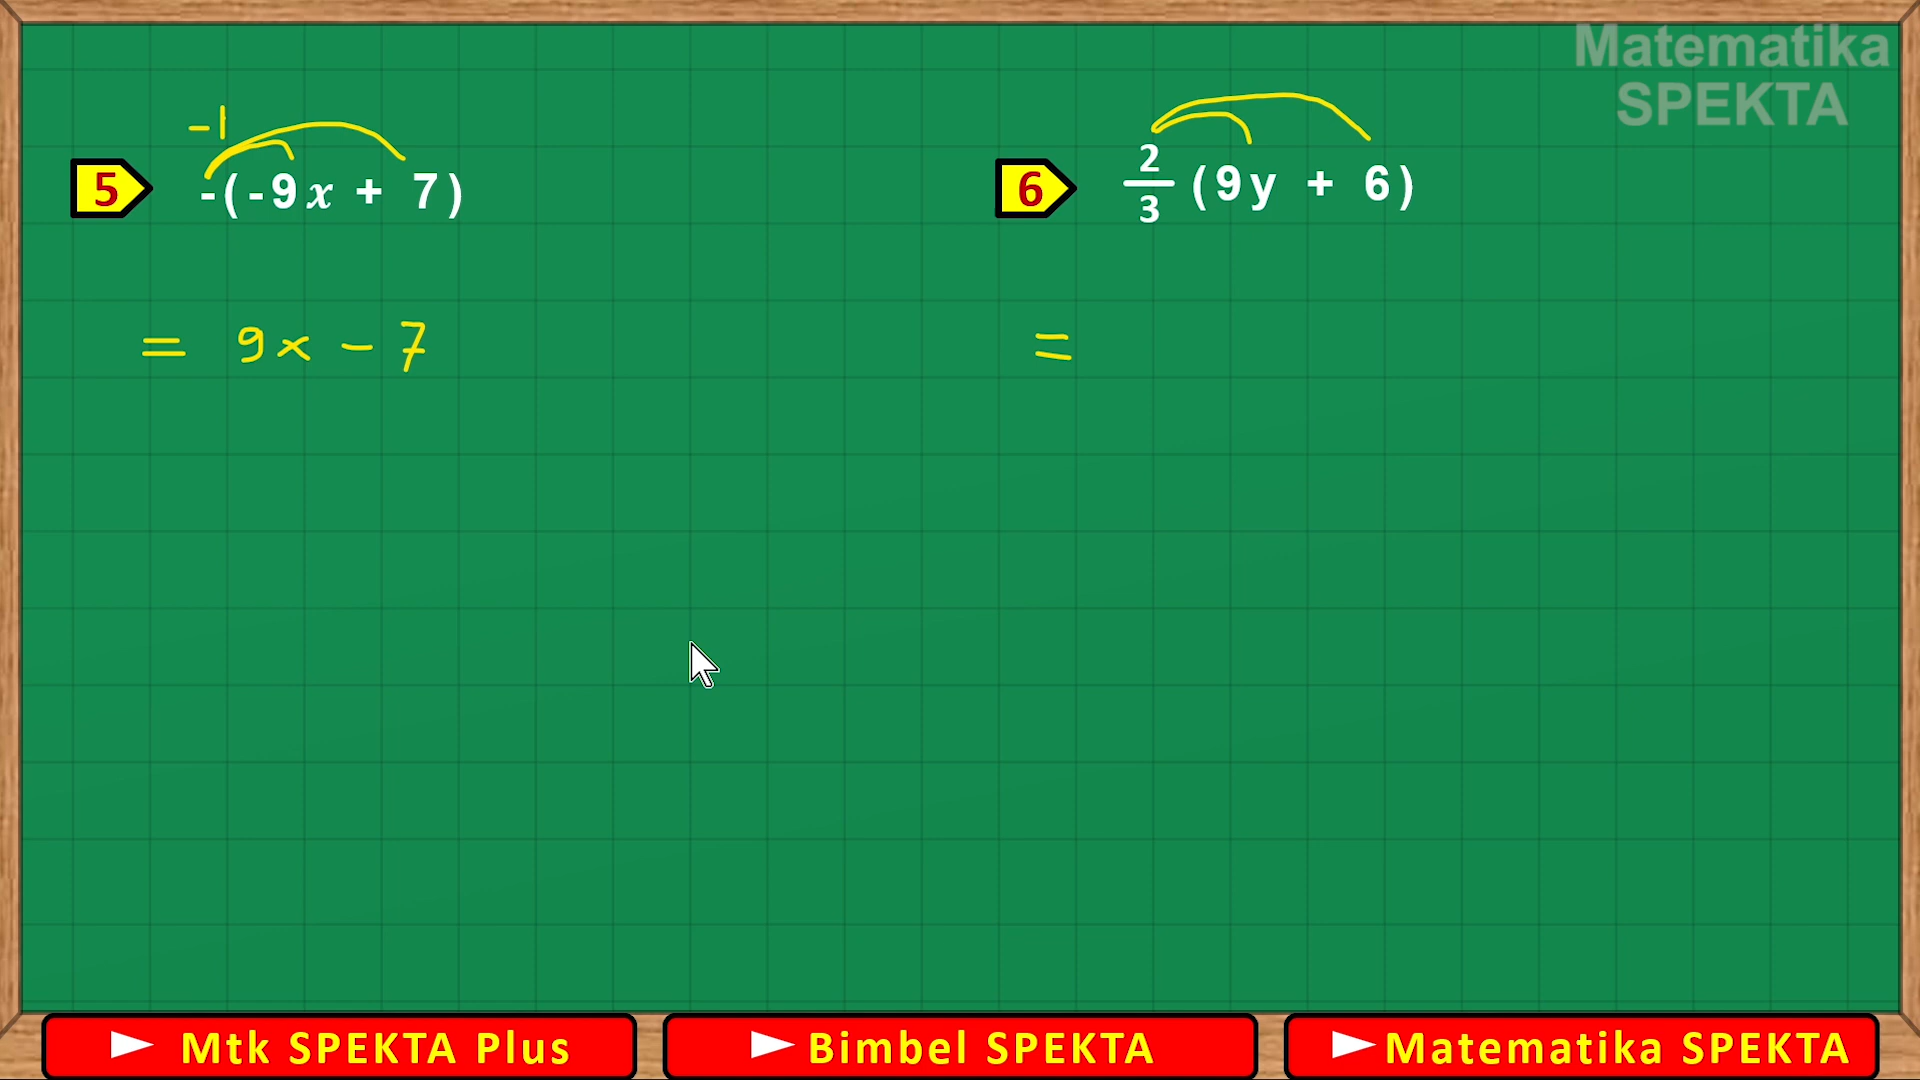 Matematika
SPEKTA
-1
5 -(-9x + 7)
= 9x - 7
6 2/3 (9y + 6)
=
Mtk SPEKTA Plus
Bimbel SPEKTA
Matematika SPEKTA